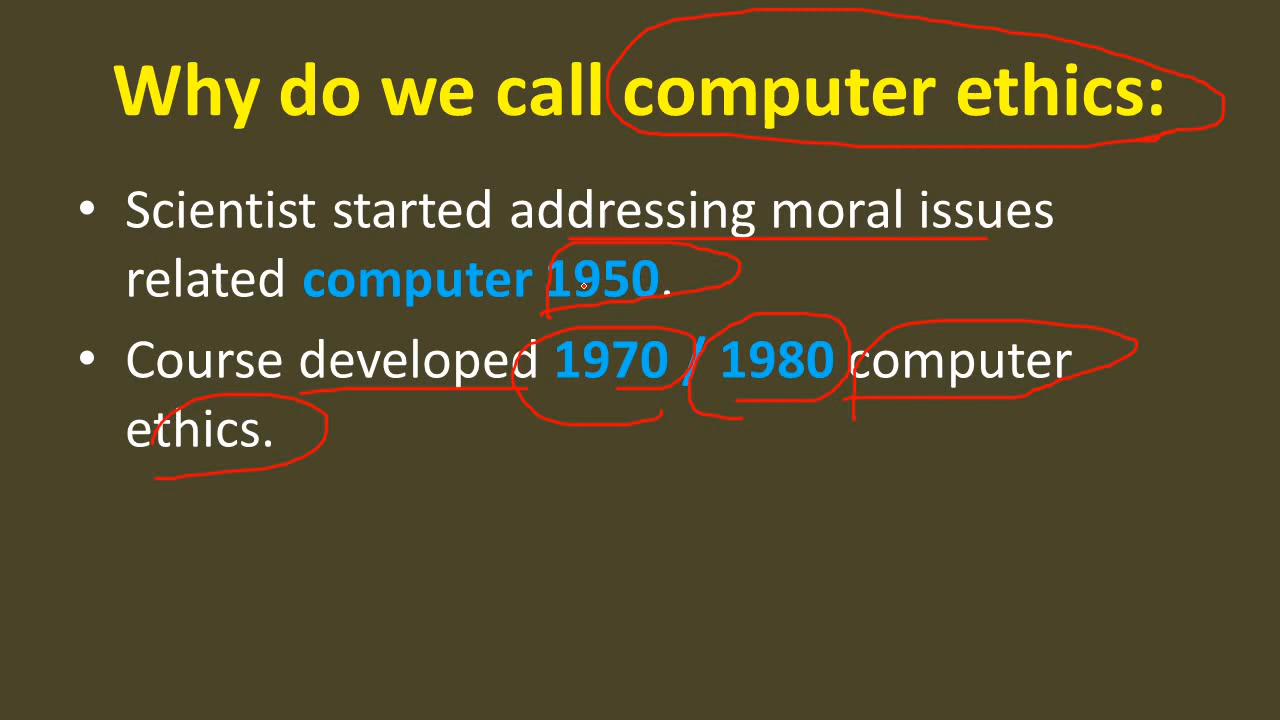 Why do we call computer ethics:
• Scientist started addressing moral issues
related computer 1950.
• Course developed 1970 / 1980 computer
ethics.